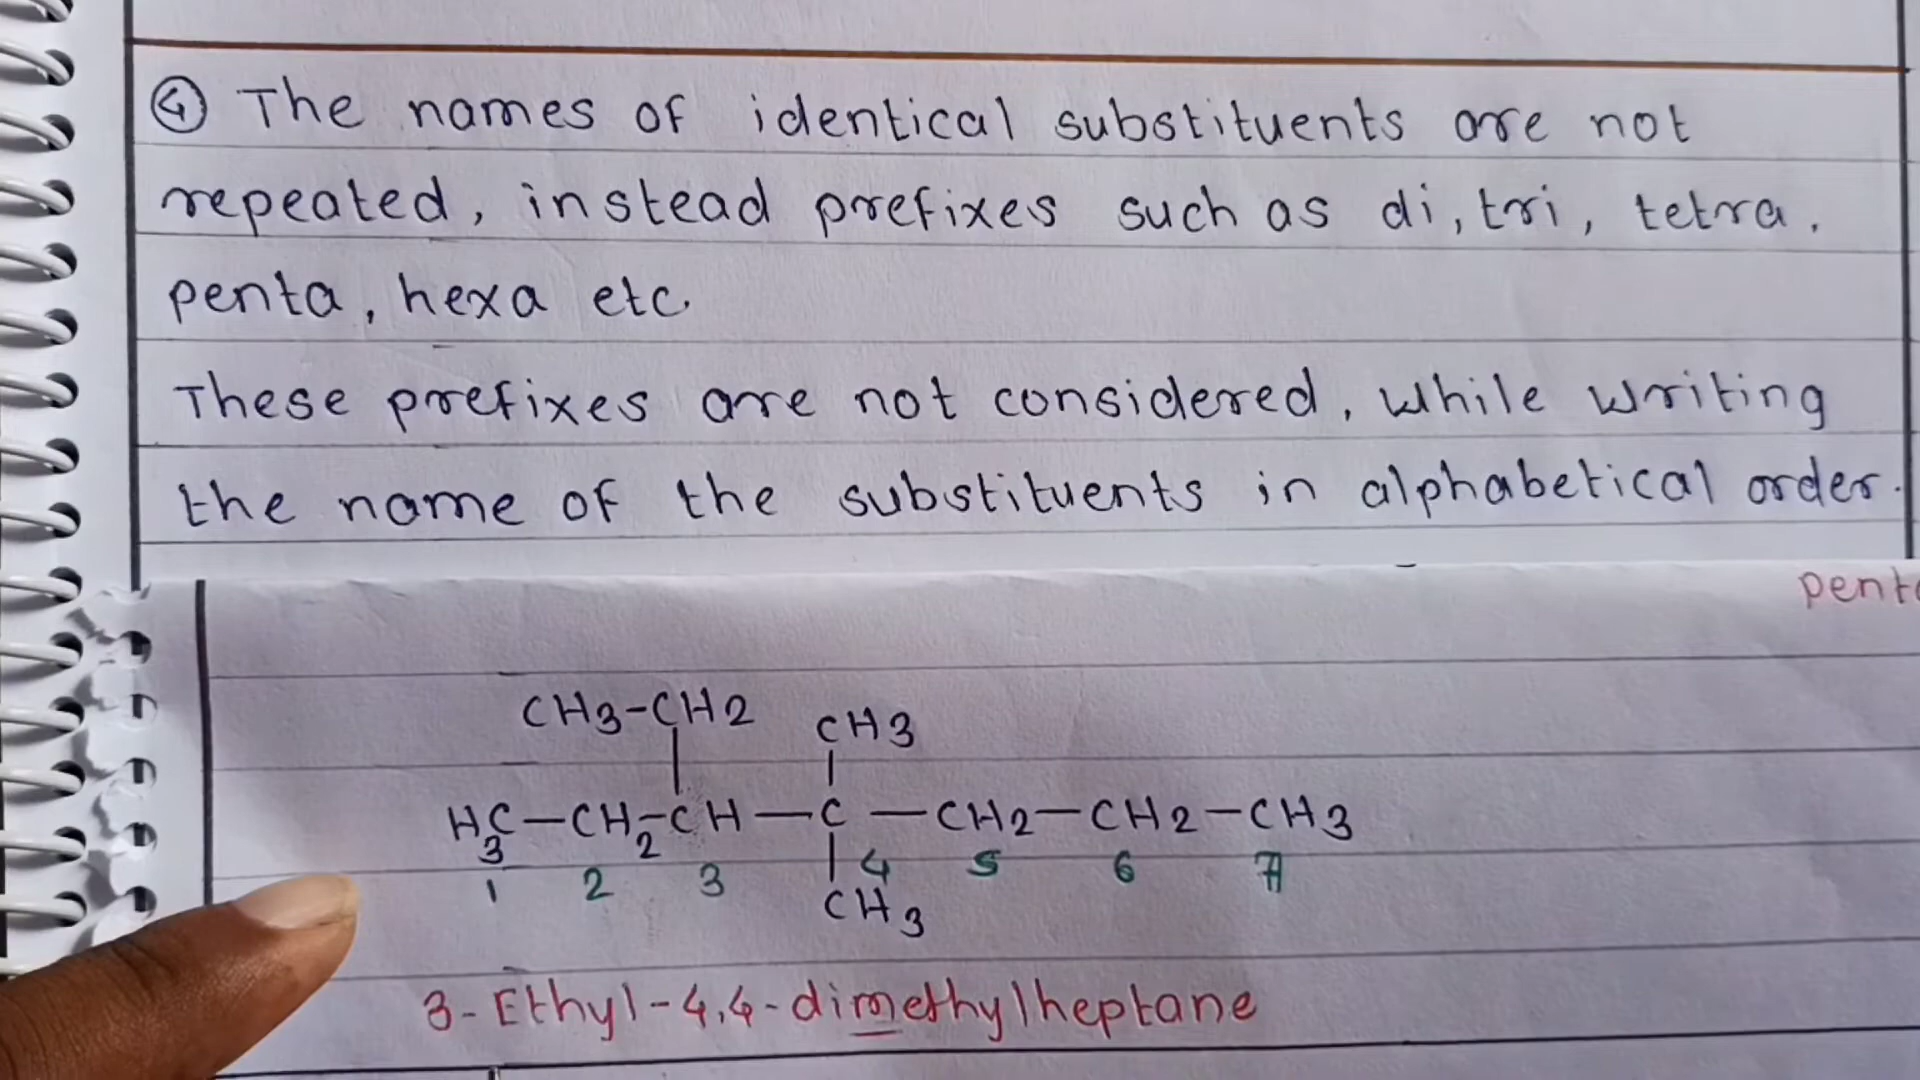 ④ The names of identical substituents are not
repeated, instead prefixes such as di, tri, tetra,
penta, hexa etc.
These prefixes are not considered, while writing
the name of the substituents in alphabetical order.
CH3-CH2 CH3
H3C-CH2-CH-C-CH2-CH2-CH3
1 2 3 4 5 6 7
CH3
3-Ethyl-4,4-dimethylheptane